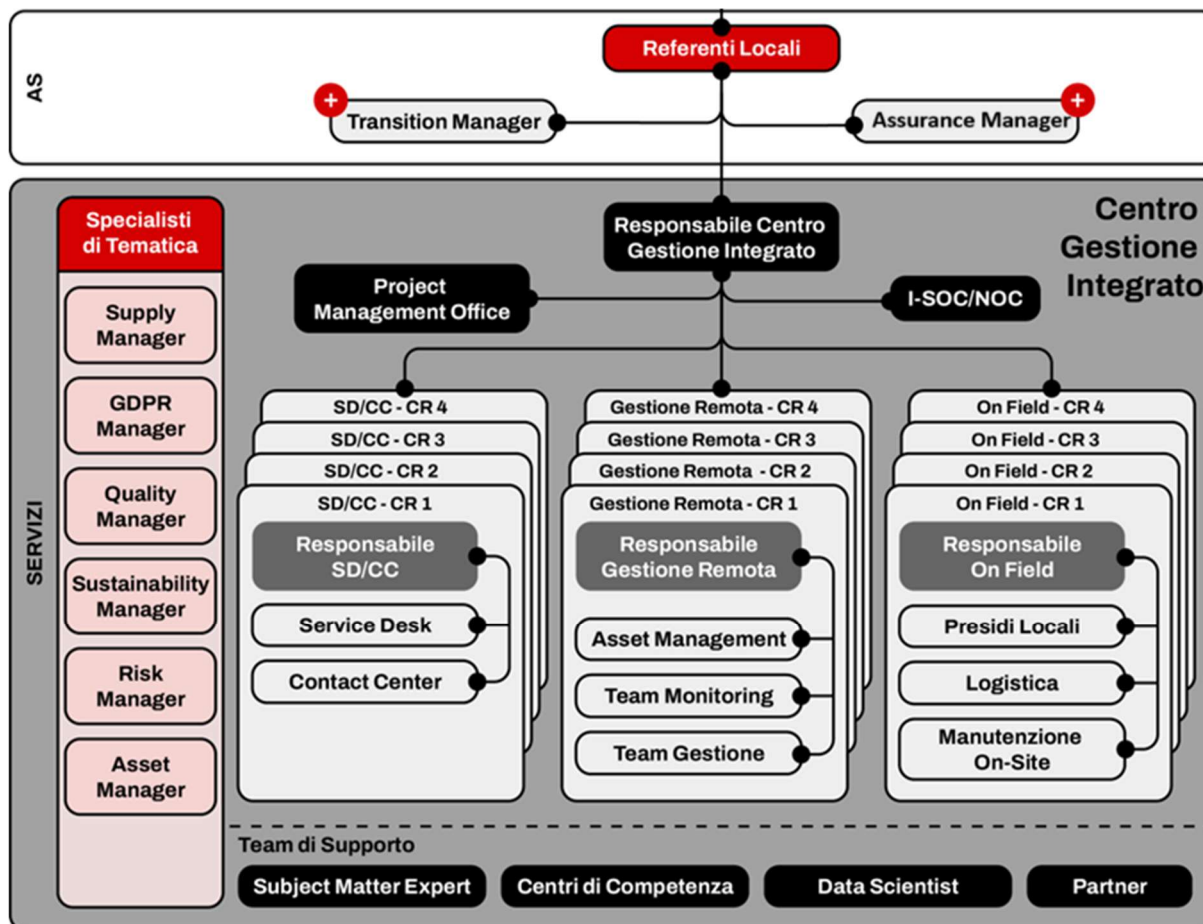 AS
Referenti Locali
+
Transition Manager
+
Assurance Manager
SERVIZI
Centro
Gestione
Integrato
Specialisti
di Tematica
Supply
Manager
GDPR
Manager
Quality
Manager
Sustainability
Manager
Risk
Manager
Asset
Manager
Responsabile Centro
Gestione Integrato
Project
Management Office
I-SOC/NOC
SD/CC - CR 4
SD/CC - CR 3
SD/CC - CR 2
SD/CC - CR 1
Responsabile
SD/CC
Service Desk
Contact Center
Gestione Remota - CR 4
Gestione Remota - CR 3
Gestione Remota - CR 2
Gestione Remota - CR 1
Responsabile
Gestione Remota
Asset Management
Team Monitoring
Team Gestione
On Field - CR 4
On Field - CR 3
On Field - CR 2
On Field - CR 1
Responsabile
On Field
Presidi Locali
Logistica
Manutenzione
On-Site
Team di Supporto
Subject Matter Expert
Centri di Competenza
Data Scientist
Partner